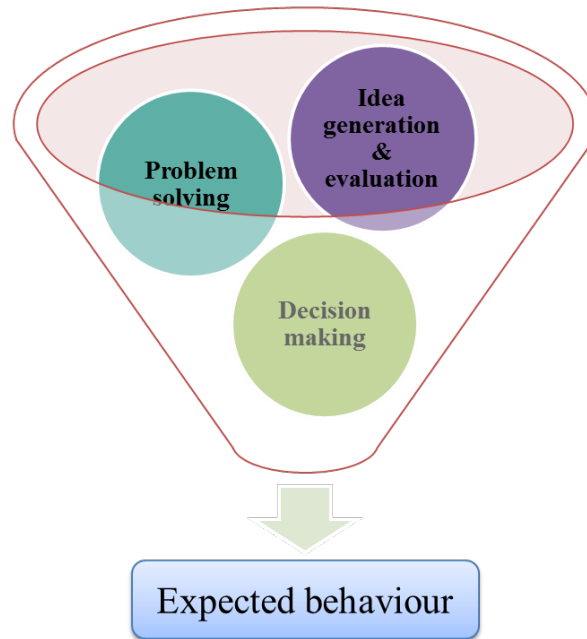 Idea
generation
&
evaluation
Problem
solving
Decision
making
Expected behaviour